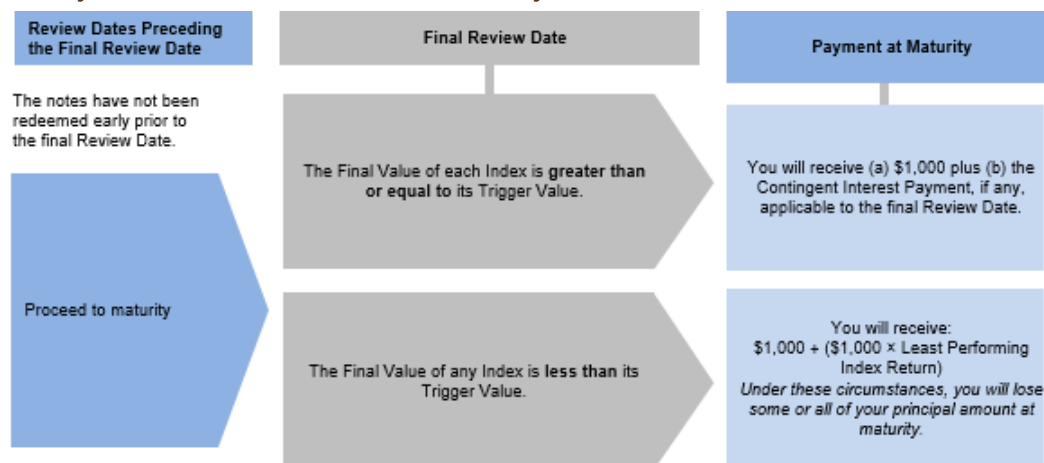 Review Dates Preceding
the Final Review Date
Final Review Date
Payment at Maturity
The notes have not been
redeemed early prior to
the final Review Date.
The Final Value of each Index is greater than
or equal to its Trigger Value.
You will receive (a) $1,000 plus (b) the
Contingent Interest Payment, if any,
applicable to the final Review Date.
Proceed to maturity
The Final Value of any Index is less than its
Trigger Value.
You will receive:
$1,000 + ($1,000 × Least Performing
Index Return)
Under these circumstances, you will lose
some or all of your principal amount at
maturity.